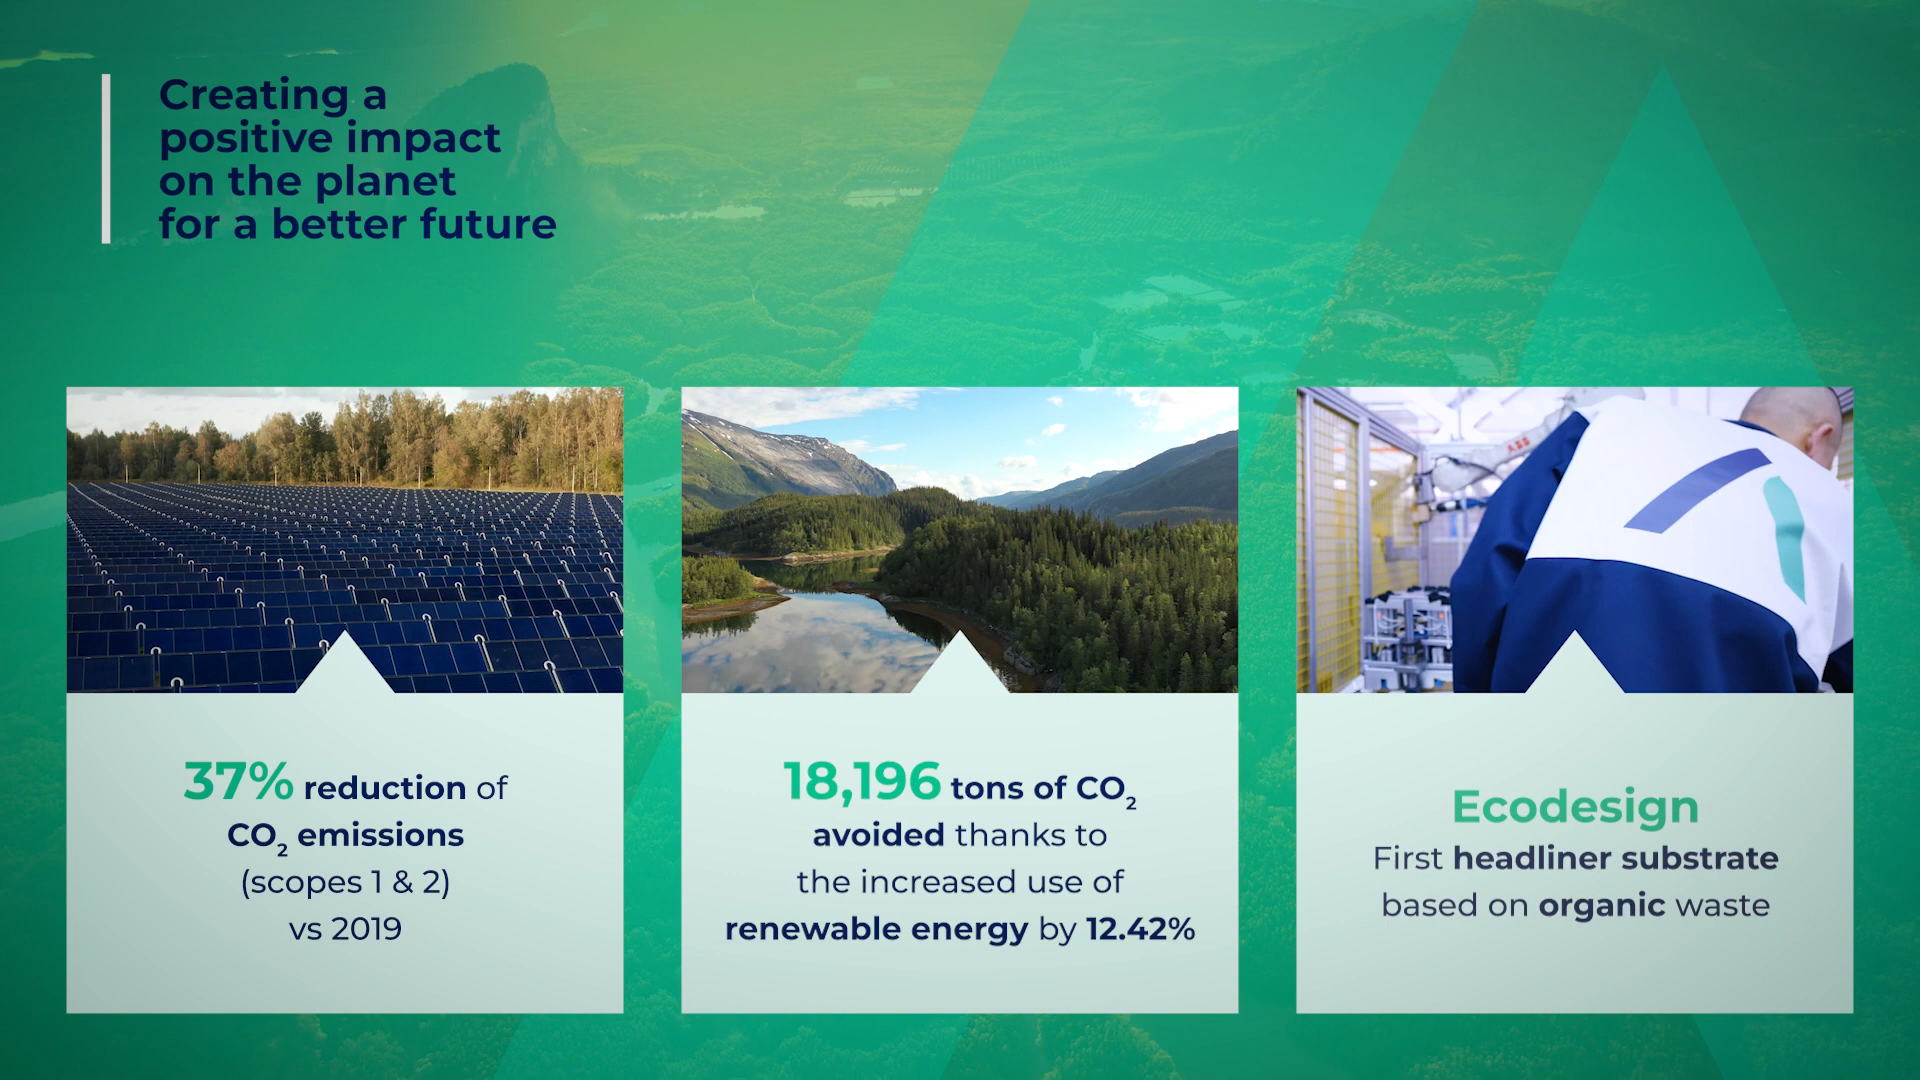 Creating a
positive impact
on the planet
for a better future
ABB
37% reduction of
CO₂ emissions
(scopes 1 & 2)
vs 2019
18,196 tons of CO₂
avoided thanks to
the increased use of
renewable energy by 12.42%
Ecodesign
First headliner substrate
based on organic waste